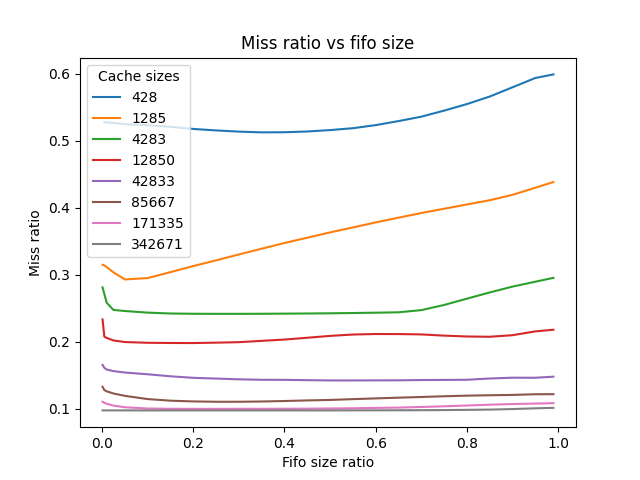 Miss ratio vs fifo size
Cache sizes
428
1285
4283
12850
42833
85667
171335
342671
Miss ratio
0.6
0.5
0.4
0.3
0.2
0.1
0.0 0.2 0.4 0.6 0.8 1.0
Fifo size ratio